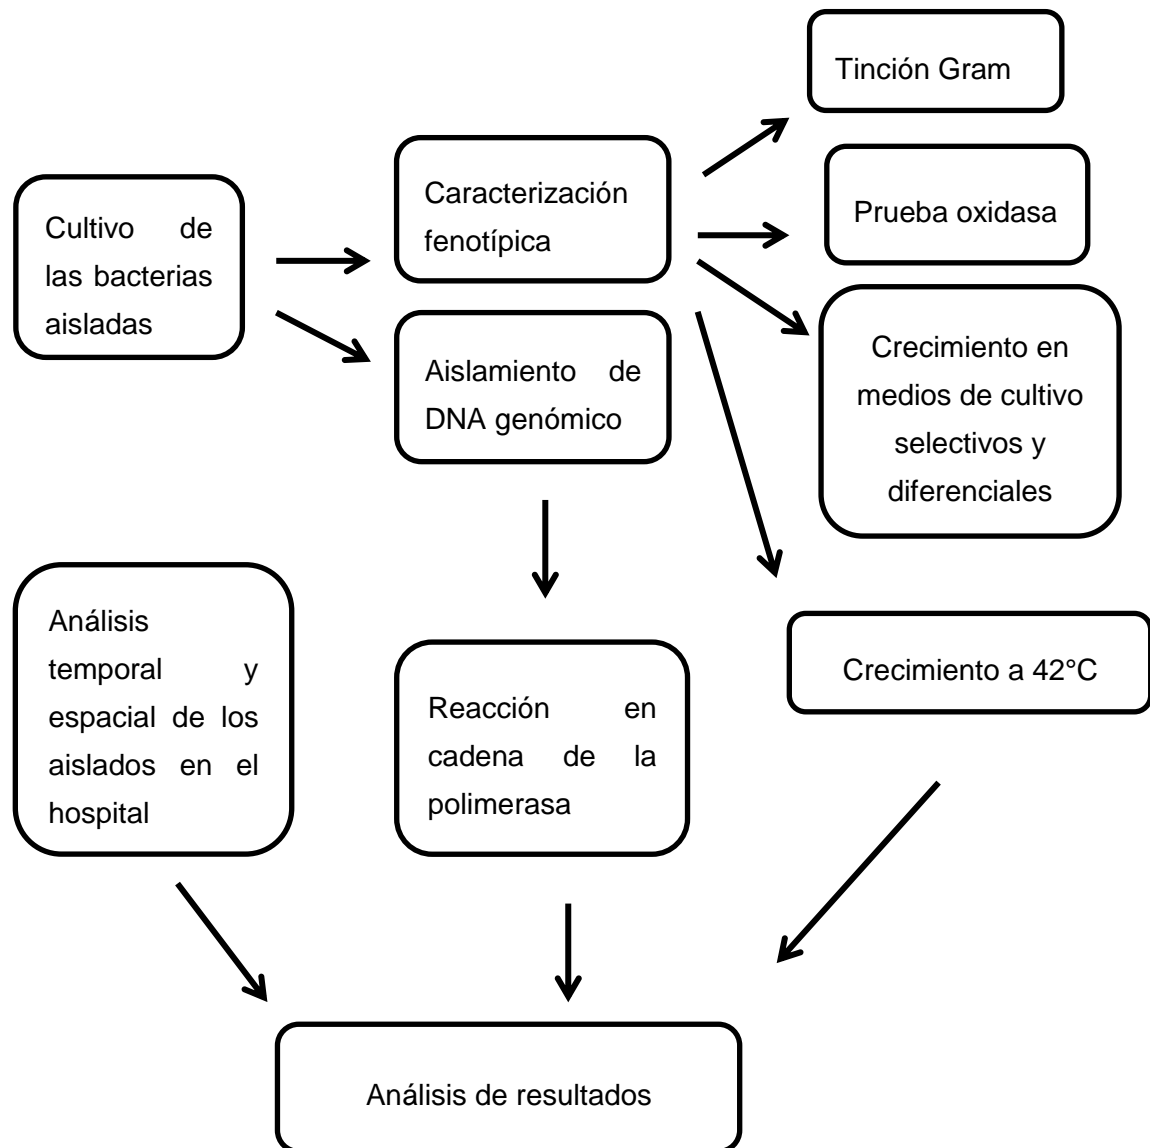 Tinción Gram
Cultivo de
las bacterias
aisladas
Caracterización
fenotípica
Prueba oxidasa
Aislamiento de
DNA genómico
Crecimiento en
medios de cultivo
selectivos y
diferenciales
Análisis
temporal y
espacial de los
aislados en el
hospital
Reacción en
cadena de la
polimerasa
Crecimiento a 42°C
Análisis de resultados